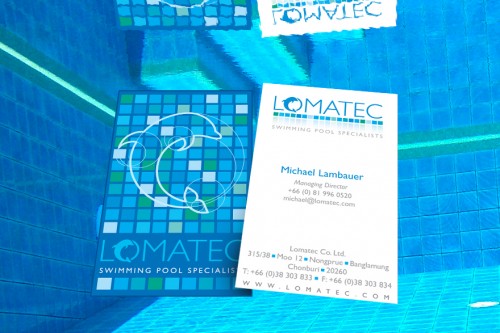 LOMATEC
SWIMMING POOL SPECIALISTS
LOMATEC
SWIMMING POOL SPECIALISTS
Michael Lambauer
Managing Director
+66 (0) 81 996 0520
michael@lomatec.com
Lomatec Co. Ltd.
315/38 ▪ Moo 12 ▪ Nongprue ▪ Banglamung
Chonburi ▪ 20260
T: +66 (0)38 303 833 ▪ F: +66 (0)38 303 834
WWW.LOMATEC.COM